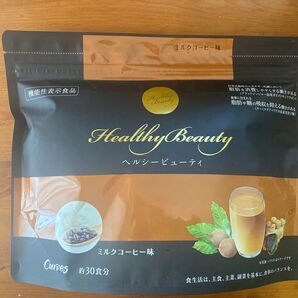 ミルクコーヒー味
機能性表示食品
Healthy Beauty
Healthy Beauty
ヘルシービューティ
ミルクコーヒー味
Curves 約30食分
食生活は、主食、主菜、副菜を基本に、食事のバランスを。